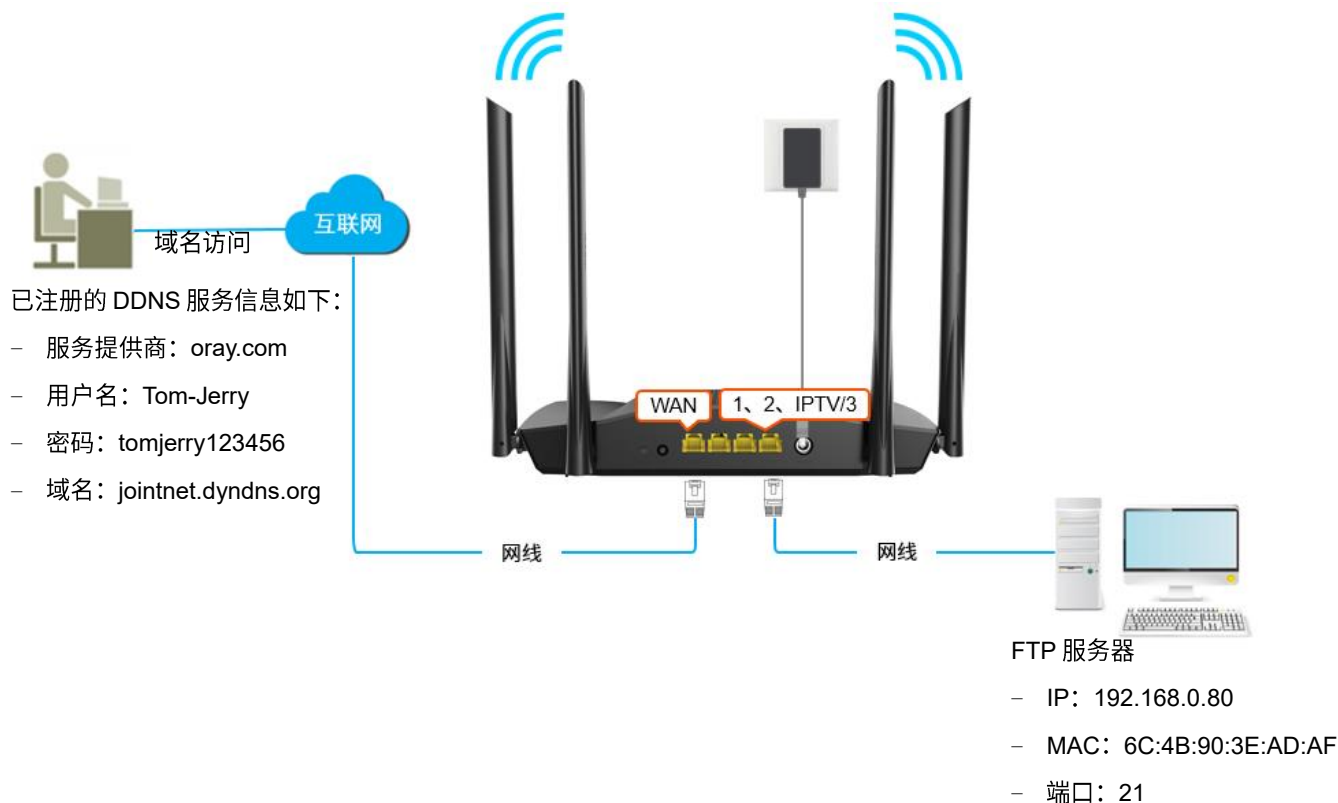 互联网
域名访问
已注册的 DDNS 服务信息如下：
– 服务提供商：oray.com
– 用户名：Tom-Jerry
– 密码：tomjerry123456
– 域名：jointnet.dyndns.org
WAN
1、2、IPTV/3
网线
网线
FTP 服务器
– IP：192.168.0.80
– MAC：6C:4B:90:3E:AD:AF
– 端口：21